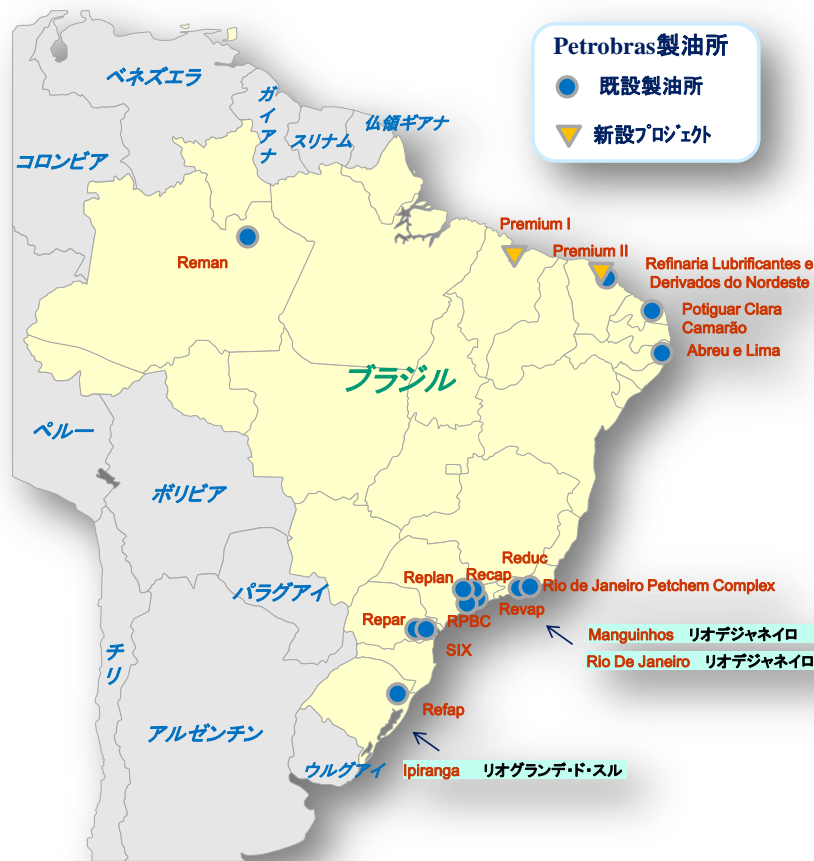 Petrobras製油所
既設製油所
新設プロジェクト
ベネズエラ
ガイアナ
スリナム
仏領ギアナ
コロンビア
Premium I
Reman
Premium II
Refinaria Lubrificantes e
Derivados do Nordeste
Potiguar Clara
Camarão
Abreu e Lima
ブラジル
ペルー
ボリビア
Reduc
Replan
Recap
Rio de Janeiro Petchem Complex
パラグアイ
Revap
Repar
RPBC
Manguinhos リオデジャネイロ
SIX
チリ
Rio De Janeiro リオデジャネイロ
Refap
アルゼンチン
ウルグアイ
Ipiranga リオグランデ・ド・スル